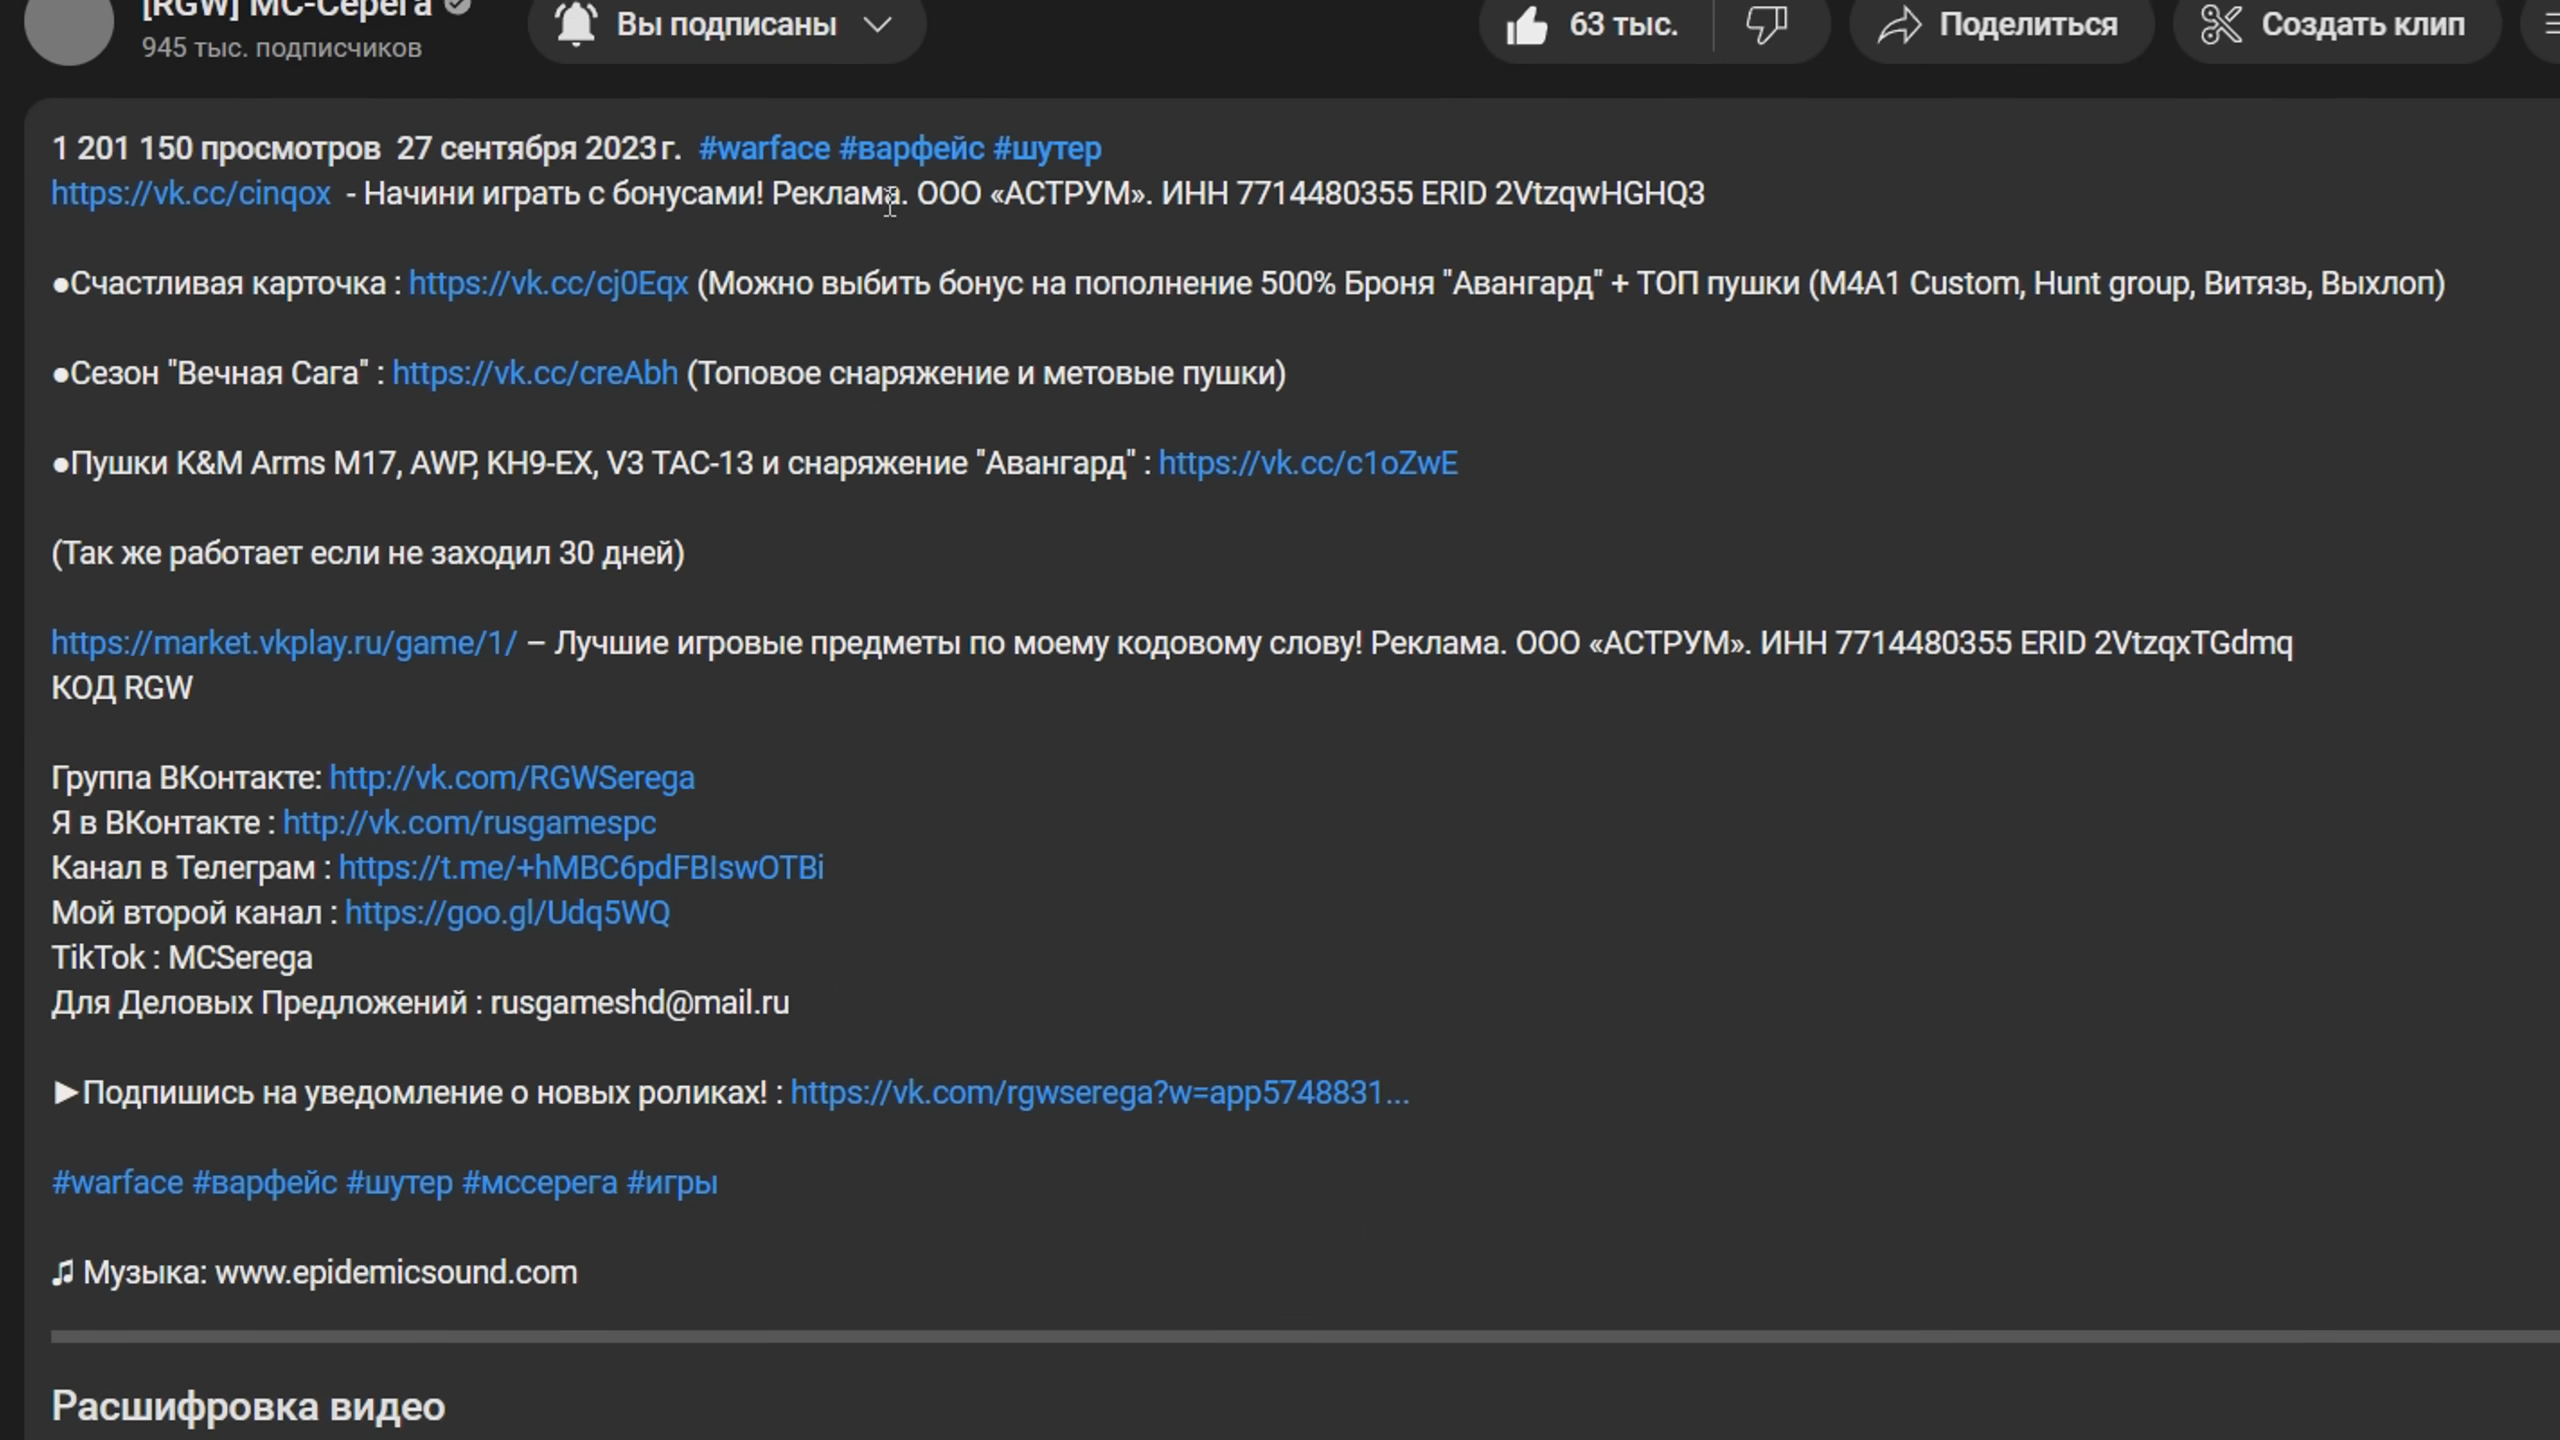 [RGW] МС-Серега
945 тыс. подписчиков
Вы подписаны
63 тыс.
Поделиться
Создать клип
1 201 150 просмотров 27 сентября 2023 г. #warface #варфейс #шутер
https://vk.cc/cinqox - Начини играть с бонусами! Реклама. ООО «АСТРУМ». ИНН 7714480355 ERID 2VtzqwHGHQ3
●Счастливая карточка : https://vk.cc/cj0Eqx (Можно выбить бонус на пополнение 500% Броня "Авангард" + ТОП пушки (M4A1 Custom, Hunt group, Витязь, Выхлоп)
●Сезон "Вечная Сага" : https://vk.cc/creAbh (Топовое снаряжение и метовые пушки)
●Пушки K&M Arms M17, AWP, KH9-EX, V3 TAC-13 и снаряжение "Авангард" : https://vk.cc/c1oZwE
(Так же работает если не заходил 30 дней)
https://market.vkplay.ru/game/1/ – Лучшие игровые предметы по моему кодовому слову! Реклама. ООО «АСТРУМ». ИНН 7714480355 ERID 2VtzqxTGdmq
КОД RGW
Группа ВКонтакте: http://vk.com/RGWSerega
Я в ВКонтакте : http://vk.com/rusgamespc
Канал в Телеграм : https://t.me/+hMBC6pdFBIswOTBi
Мой второй канал : https://goo.gl/Udq5WQ
TikTok : MCSerega
Для Деловых Предложений : rusgameshd@mail.ru
►Подпишись на уведомление о новых роликах! : https://vk.com/rgwserega?w=app5748831...
#warface #варфейс #шутер #мссерега #игры
♫ Музыка: www.epidemicsound.com
Расшифровка видео